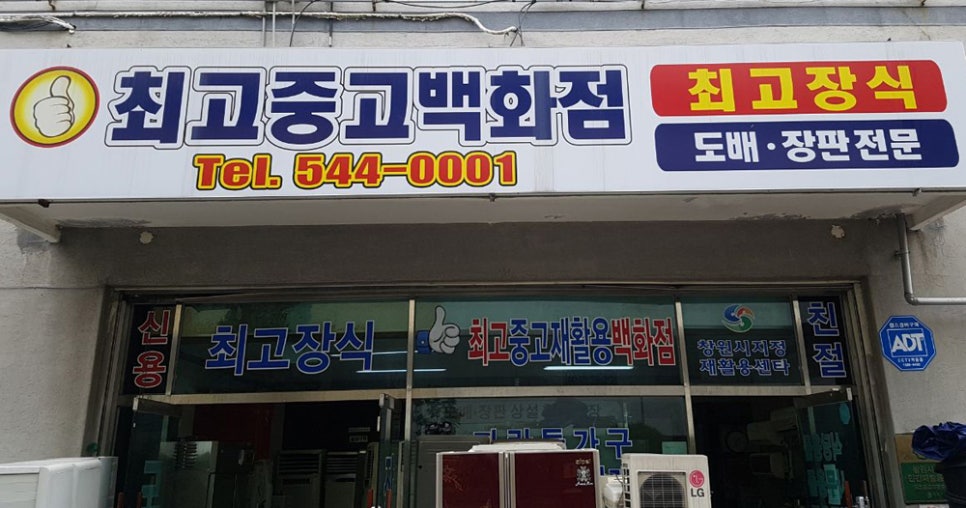 최고중고백화점
Tel. 544-0001
최고장식
도배·장판전문
신용
최고장식
최고중고재활용백화점
창원시지정
재활용센타
친절
ADT
LG